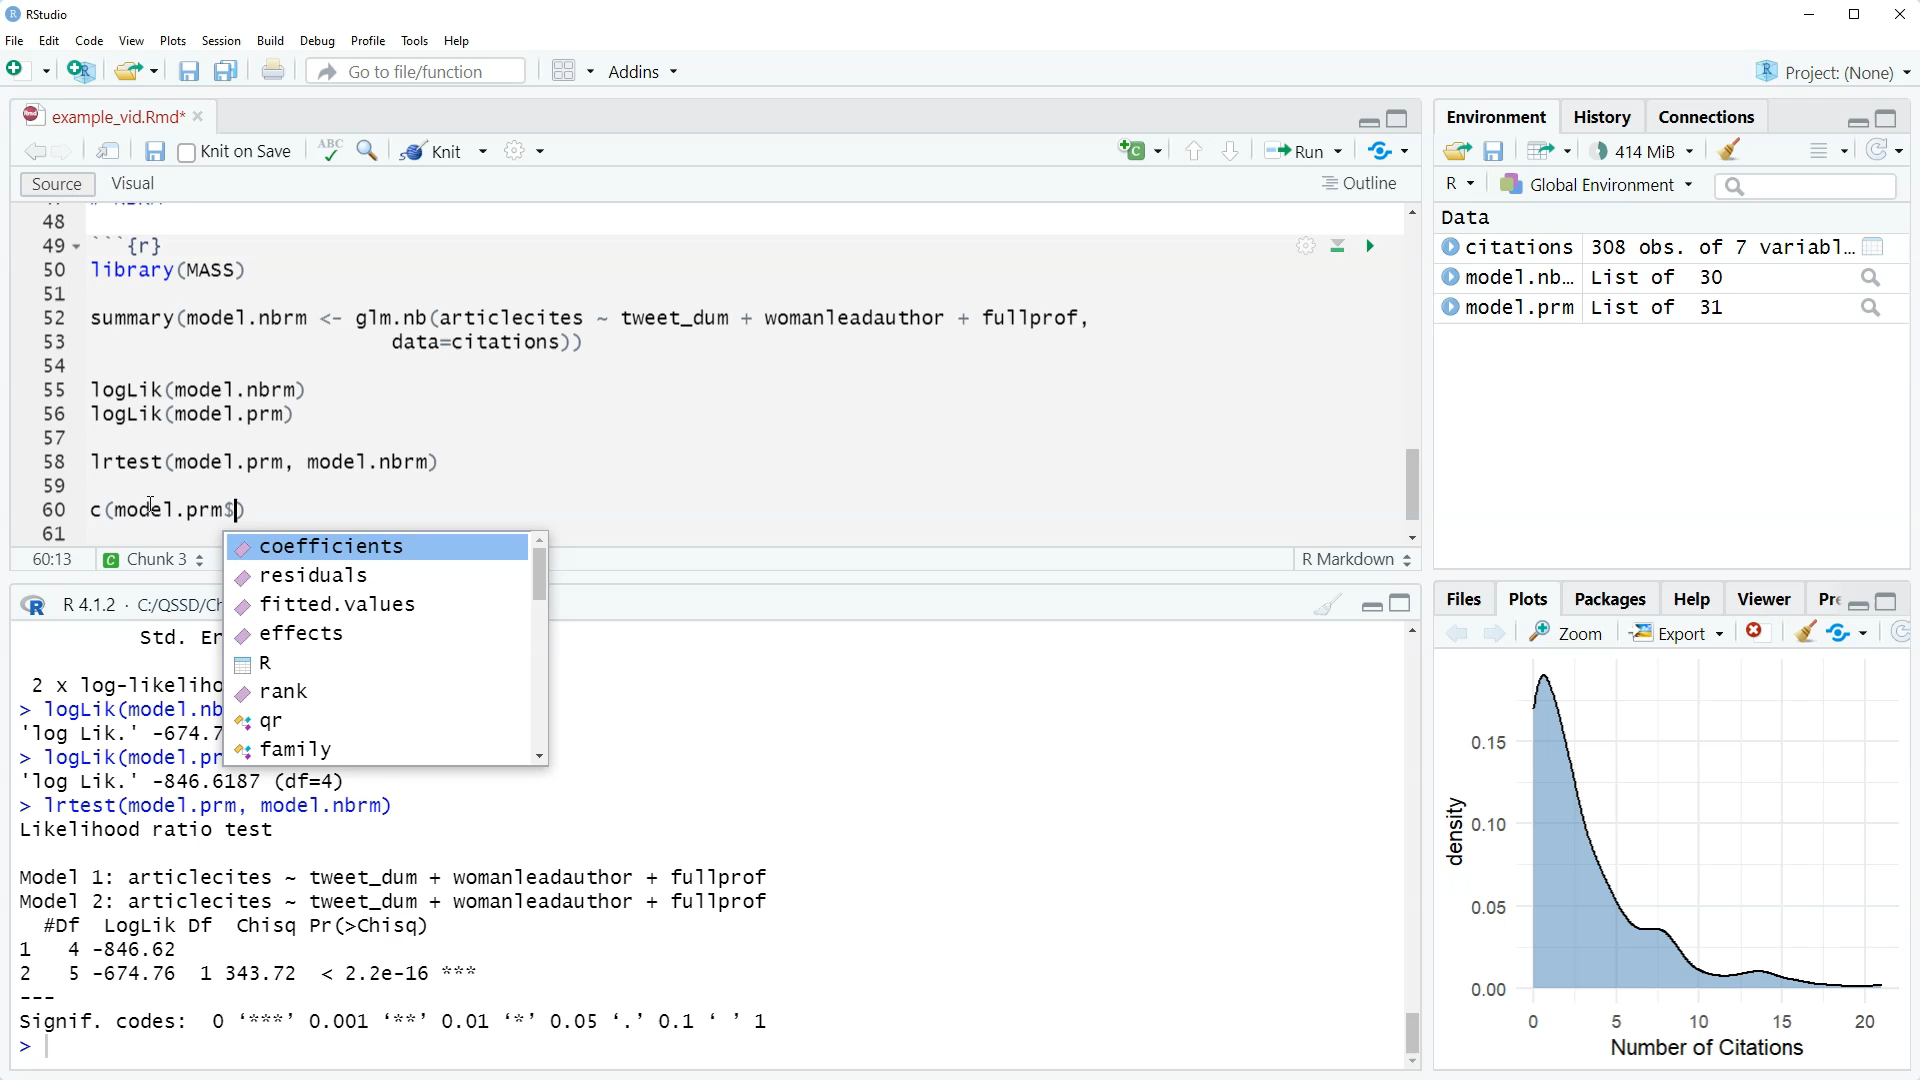 RStudio
File Edit Code View Plots Session Build Debug Profile Tools Help
Go to file/function
Addins
Project: (None)
example_vid.Rmd*
Knit on Save
ABC
Knit
Run
Source Visual
Outline
48
49 ```{r}
50 library(MASS)
51
52 summary(model.nbrm <- glm.nb(articlecites ~ tweet_dum + womanleadauthor + fullprof,
53 data=citations))
54
55 logLik(model.nbrm)
56 logLik(model.prm)
57
58 lrtest(model.prm, model.nbrm)
59
60 c(model.prm$)
61
60:13 Chunk 3 R Markdown
coefficients
residuals
fitted.values
effects
R
rank
qr
family
R 4.1.2 · C:/QSSD/Ch
Std. Er
2 x log-likeliho
> logLik(model.nb
'log Lik.' -674.7
> logLik(model.pr
'log Lik.' -846.6187 (df=4)
> lrtest(model.prm, model.nbrm)
Likelihood ratio test
Model 1: articlecites ~ tweet_dum + womanleadauthor + fullprof
Model 2: articlecites ~ tweet_dum + womanleadauthor + fullprof
#Df LogLik Df Chisq Pr(>Chisq)
1 4 -846.62
2 5 -674.76 1 343.72 < 2.2e-16 ***
---
Signif. codes: 0 ‘***’ 0.001 ‘**’ 0.01 ‘*’ 0.05 ‘.’ 0.1 ‘ ’ 1
>
Environment History Connections
414 MiB
R Global Environment
Data
citations 308 obs. of 7 variabl...
model.nb... List of 30
model.prm List of 31
Files Plots Packages Help Viewer Pre
Zoom Export
density
0.15
0.10
0.05
0.00
0 5 10 15 20
Number of Citations